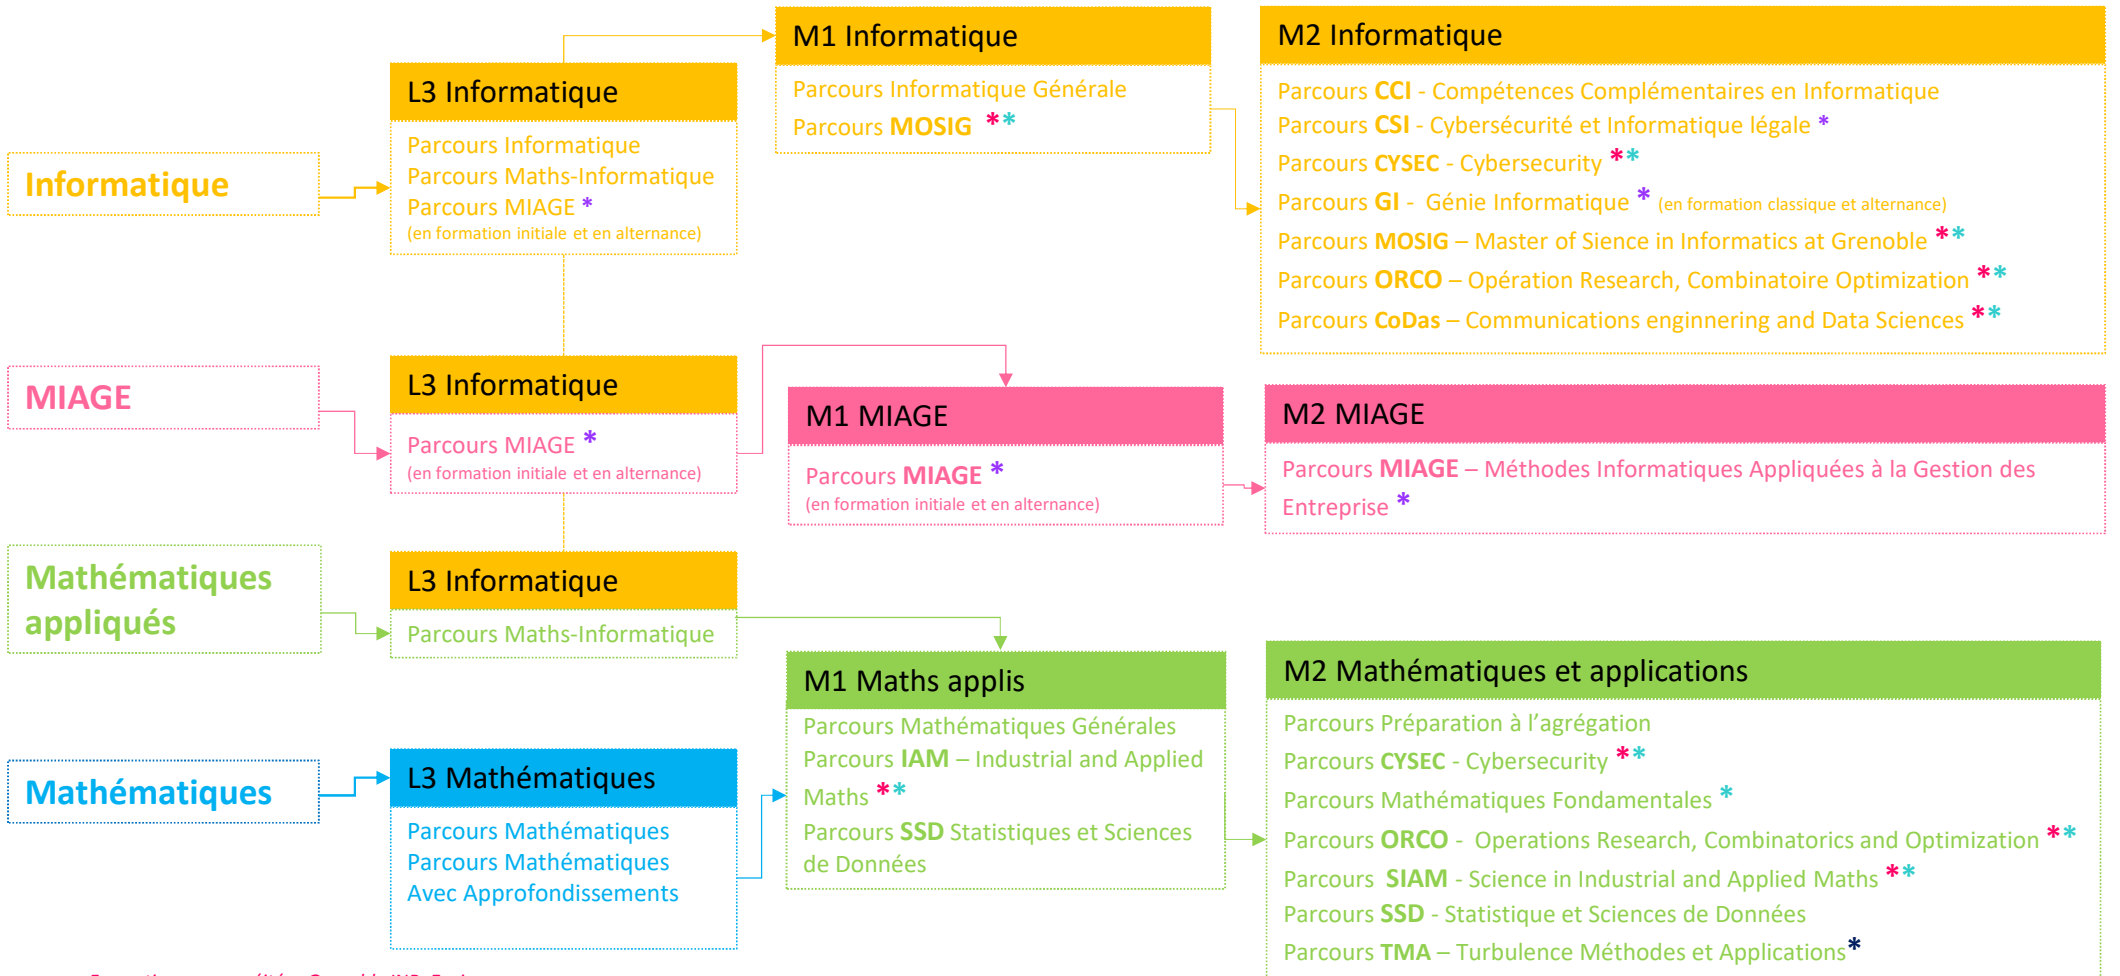 M1 Informatique
Parcours Informatique Générale
Parcours MOSIG **
M2 Informatique
Parcours CCI - Compétences Complémentaires en Informatique
Parcours CSI - Cybersécurité et Informatique légale *
Parcours CYSEC - Cybersecurity **
Parcours GI - Génie Informatique * (en formation classique et alternance)
Parcours MOSIG – Master of Sience in Informatics at Grenoble **
Parcours ORCO – Opération Research, Combinatoire Optimization **
Parcours CoDas – Communications enginnering and Data Sciences **
L3 Informatique
Parcours Informatique
Parcours Maths-Informatique
Parcours MIAGE *
(en formation initiale et en alternance)
Informatique
MIAGE
L3 Informatique
Parcours MIAGE *
(en formation initiale et en alternance)
M1 MIAGE
Parcours MIAGE *
(en formation initiale et en alternance)
M2 MIAGE
Parcours MIAGE – Méthodes Informatiques Appliquées à la Gestion des
Entreprise *
Mathématiques
appliqués
L3 Informatique
Parcours Maths-Informatique
M1 Maths applis
Parcours Mathématiques Générales
Parcours IAM – Industrial and Applied
Maths **
Parcours SSD Statistiques et Sciences
de Données
M2 Mathématiques et applications
Parcours Préparation à l’agrégation
Parcours CYSEC - Cybersecurity **
Parcours Mathématiques Fondamentales *
Parcours ORCO - Operations Research, Combinatorics and Optimization **
Parcours SIAM - Science in Industrial and Applied Maths **
Parcours SSD - Statistique et Sciences de Données
Parcours TMA – Turbulence Méthodes et Applications*
Mathématiques
L3 Mathématiques
Parcours Mathématiques
Parcours Mathématiques
Avec Approfondissements